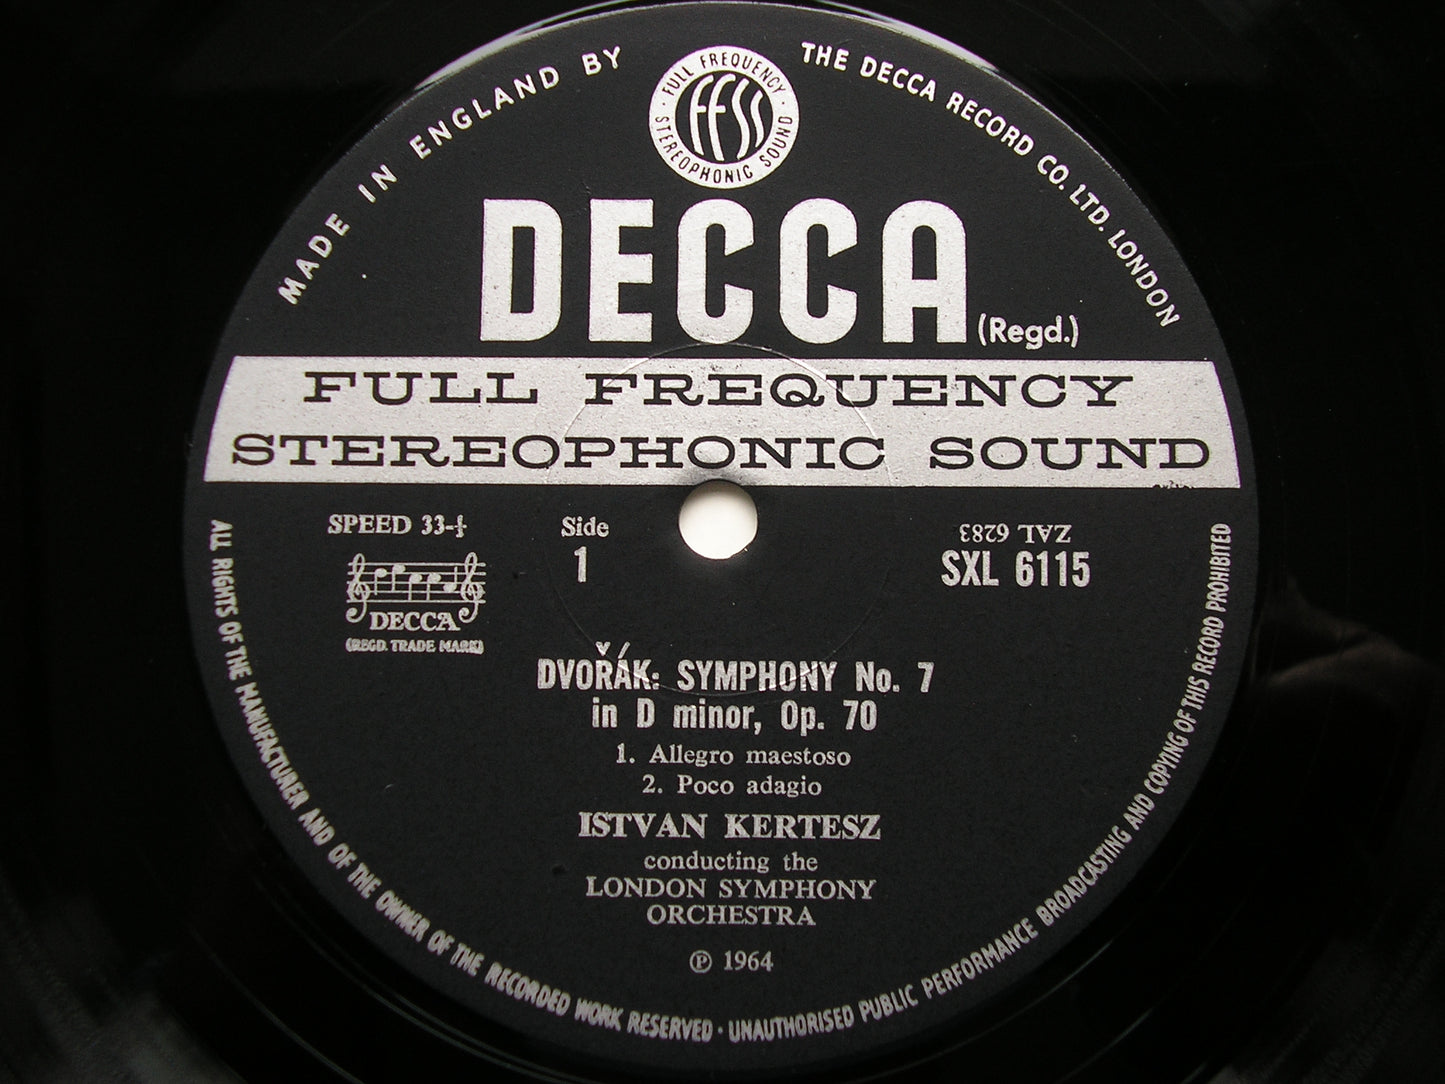 MADE IN ENGLAND BY
THE DECCA RECORD CO. LTD. LONDON
FULL FREQUENCY
FFSS
STEREOPHONIC SOUND
DECCA (Regd.)
FULL FREQUENCY
STEREOPHONIC SOUND
SPEED 33-⅓
DECCA
(REGD. TRADE MARK)
Side
1
ZAL 6283
SXL 6115
DVOŘÁK: SYMPHONY No. 7
in D minor, Op. 70
1. Allegro maestoso
2. Poco adagio
ISTVAN KERTESZ
conducting the
LONDON SYMPHONY
ORCHESTRA
℗ 1964
ALL RIGHTS OF THE MANUFACTURER AND OF THE OWNER OF THE RECORDED WORK RESERVED · UNAUTHORISED PUBLIC PERFORMANCE BROADCASTING AND COPYING OF THIS RECORD PROHIBITED